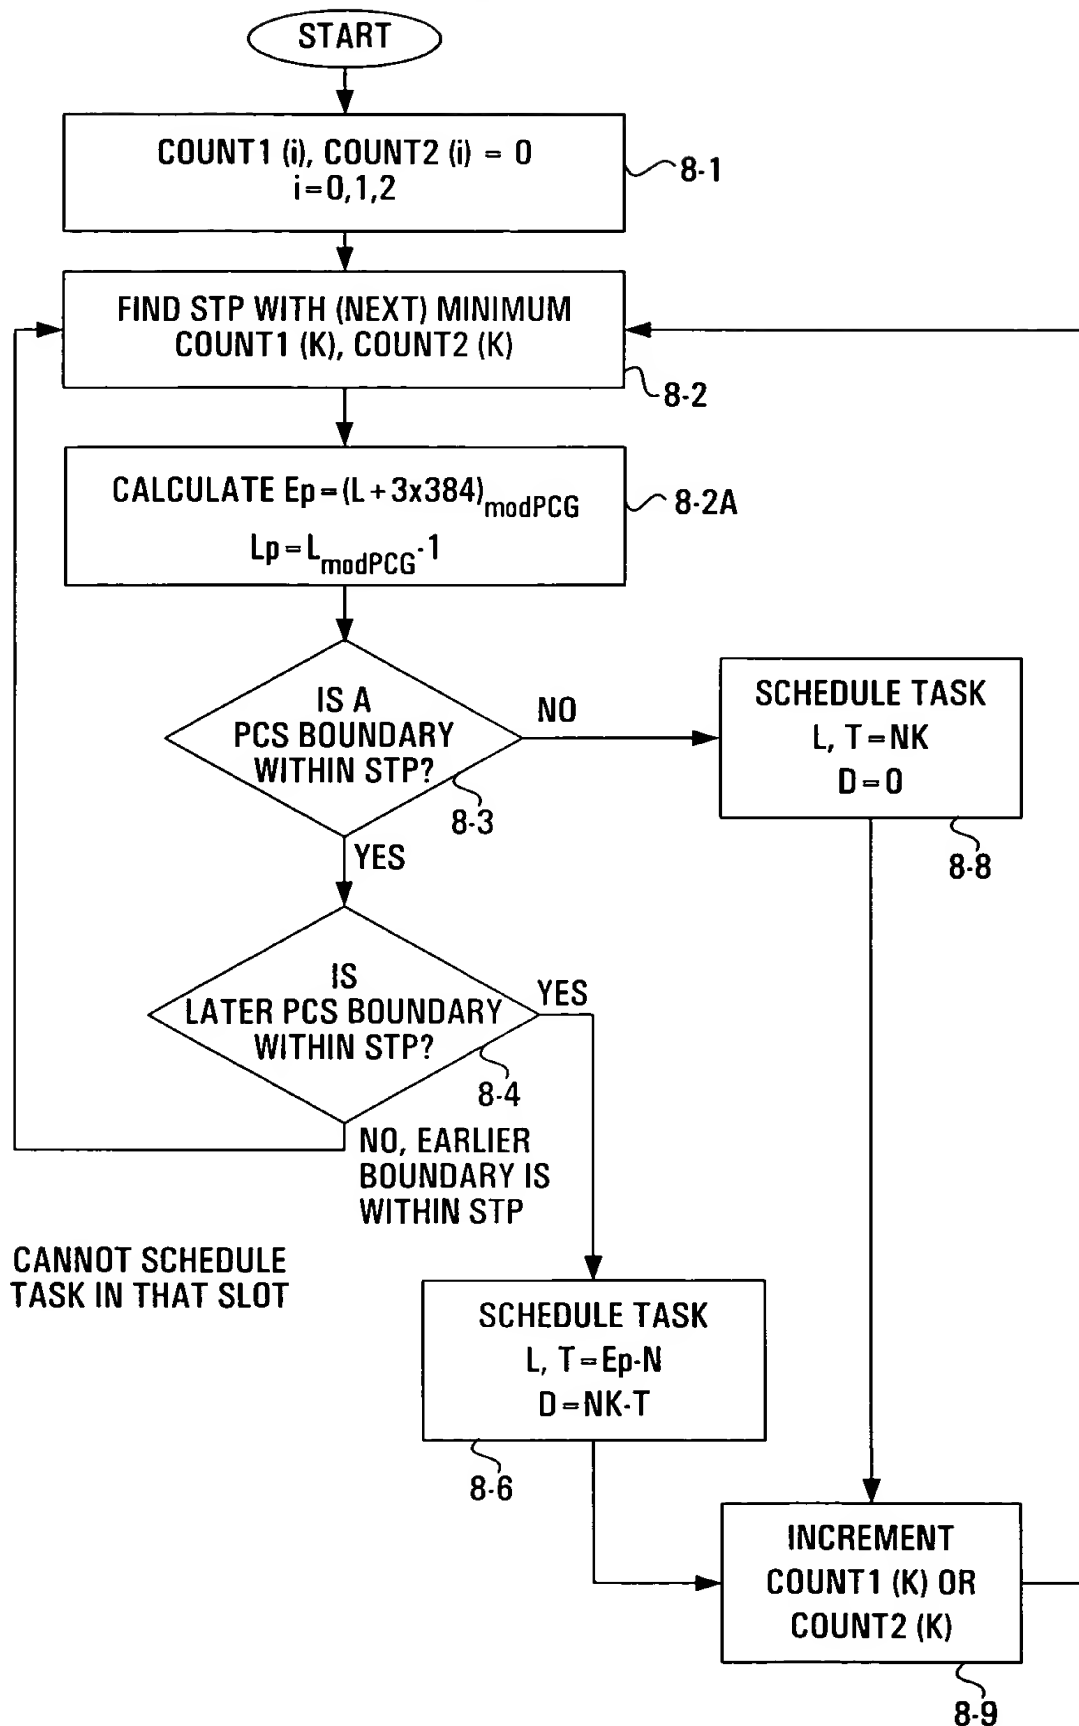 START
COUNT1 (i), COUNT2 (i) = 0
i=0,1,2
8-1
FIND STP WITH (NEXT) MINIMUM
COUNT1 (K), COUNT2 (K)
8-2
CALCULATE Ep=(L+3x384)modPCG
Lp=LmodPCG-1
8-2A
IS A
PCS BOUNDARY
WITHIN STP?
8-3
NO
YES
SCHEDULE TASK
L, T=NK
D=0
8-8
IS
LATER PCS BOUNDARY
WITHIN STP?
8-4
YES
NO, EARLIER
BOUNDARY IS
WITHIN STP
CANNOT SCHEDULE
TASK IN THAT SLOT
SCHEDULE TASK
L, T=Ep-N
D=NK-T
8-6
INCREMENT
COUNT1 (K) OR
COUNT2 (K)
8-9